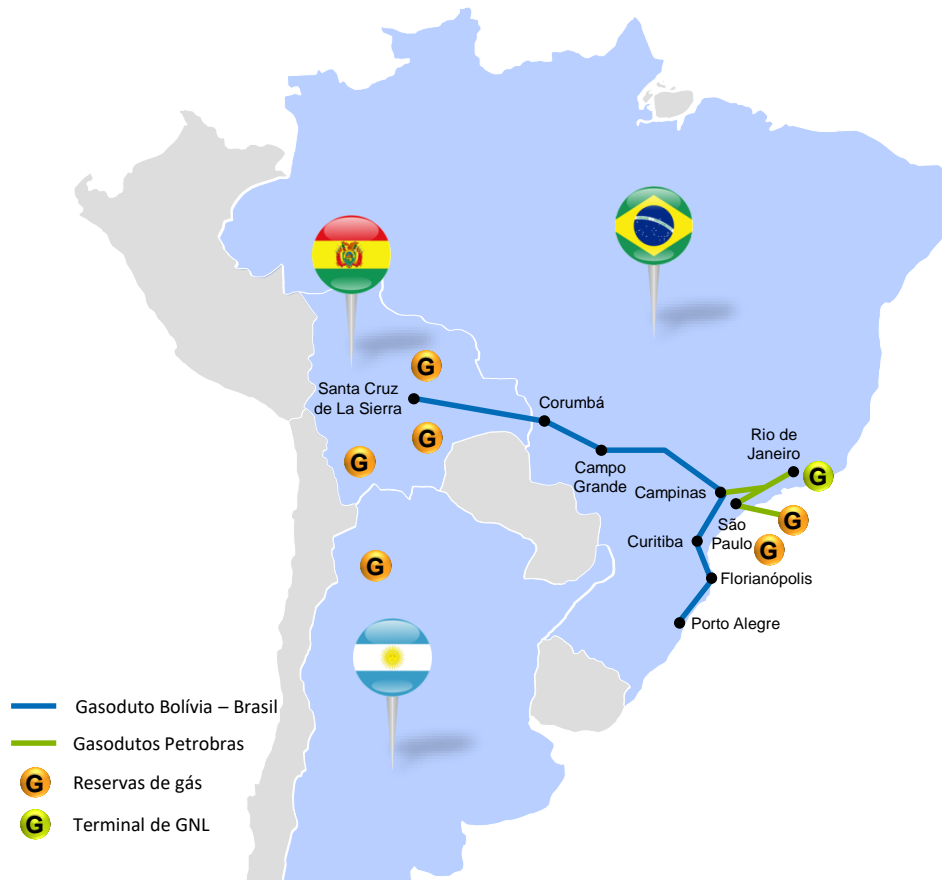 G
Santa Cruz
de La Sierra
Corumbá
G
G
Campo
Grande
Rio de
Janeiro
G
Campinas
São
Paulo
G
G
Curitiba
G
Florianópolis
Porto Alegre
Gasoduto Bolívia – Brasil
Gasodutos Petrobras
G
Reservas de gás
G
Terminal de GNL